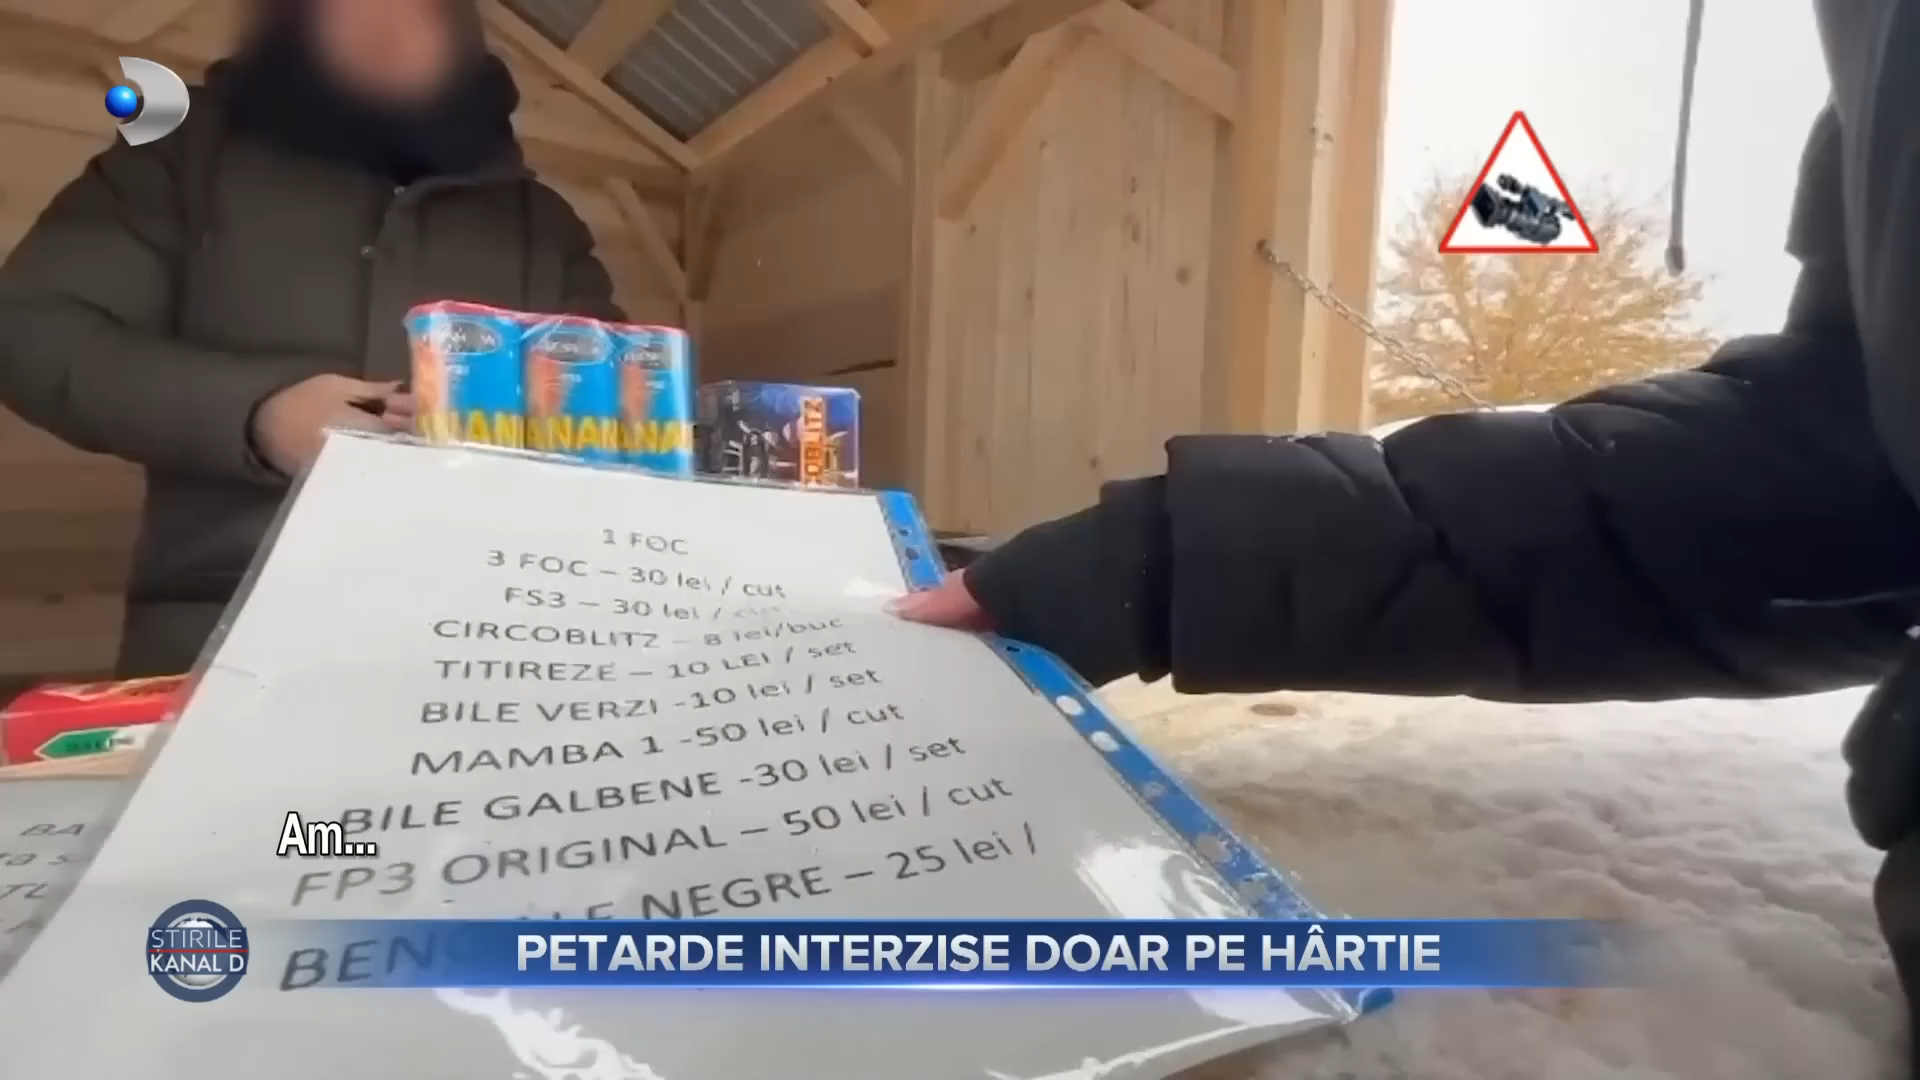 1 FOC
3 FOC – 30 lei / cut
FS3 – 30 lei / cut
CIRCOBLITZ – 8 lei/buc
TITIREZE – 10 LEI / set
BILE VERZI -10 lei / set
MAMBA 1 -50 lei / cut
BILE GALBENE -30 lei / set
FP3 ORIGINAL – 50 lei / cut
NEGRE – 25 lei /
Am...
STIRILE
KANAL D
PETARDE INTERZISE DOAR PE HÂRTIE